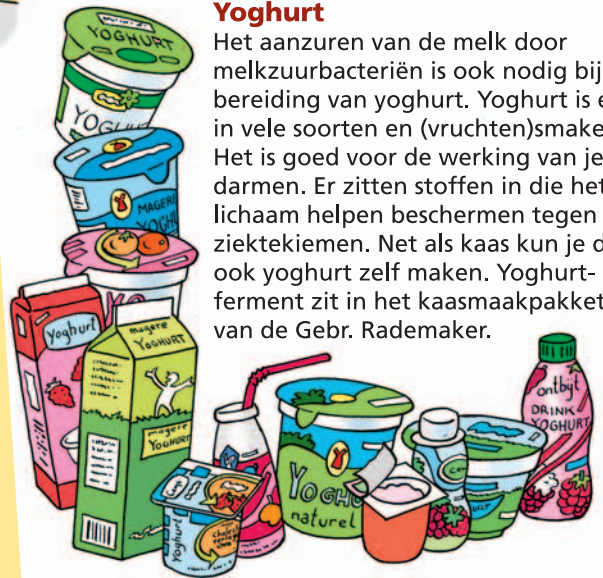 Yoghurt
Het aanzuren van de melk door
melkzuurbacteriën is ook nodig bij
bereiding van yoghurt. Yoghurt is e
in vele soorten en (vruchten)smake
Het is goed voor de werking van je
darmen. Er zitten stoffen in die het
lichaam helpen beschermen tegen
ziektekiemen. Net als kaas kun je d
ook yoghurt zelf maken. Yoghurt-
ferment zit in het kaasmaakpakket
van de Gebr. Rademaker.
YOGHURT
MAGERE
Yoghurt
magere
YOGHURT
magere
YOGHURT
Yoghurt
YOGHU
naturel
ontbijt
DRINK
YOGHURT